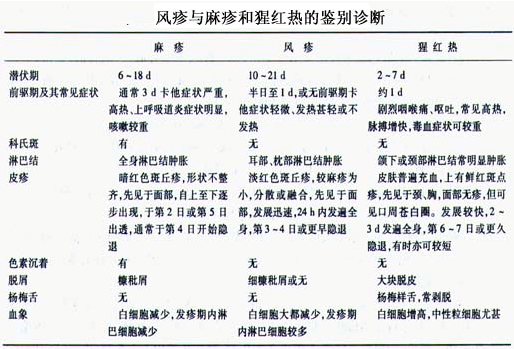 风疹与麻疹和猩红热的鉴别诊断
麻疹 风疹 猩红热
潜伏期 6~18 d 10~21 d 2~7 d
前驱期及其常见症状 通常 3 d 卡他症状严重, 半日至 1 d,或无前驱期卡 约 1 d
高热、上呼吸道炎症状明显, 他症状轻微、发热甚轻或不 剧烈咽喉痛、呕吐,常见高热,
咳嗽较重 发热 脉搏增快,毒血症状可较重
科氏斑 有 无 无
淋巴结 全身淋巴结肿胀 耳部、枕部淋巴结肿胀 颌下或颈部淋巴结常明显肿胀
皮疹 暗红色斑丘疹,形状不整 淡红色斑丘疹,较麻疹为 皮肤普遍充血,上有鲜红斑点
齐,先见于面部,自上至下逐 小,分散或融合,先见于面 疹,先见于颈、胸,面部无疹,但可
步出现,于第 2 日或第 5 日 部,发展迅速,24 h 内发遍全 见口周苍白圈。发展较快,2~
出透,通常于第 4 日开始隐 身,第 3~4 日或更早隐退 3 d 发遍全身,第 6~7 日或更久
退 隐退,有时亦可较短
色素沉着 有 无 无
脱屑 糠秕屑 细糠秕屑或无 大块脱皮
杨梅舌 无 无 杨梅样舌,常剥脱
血象 白细胞减少,发疹期内淋 白细胞大都减少,发疹期 白细胞增高,中性粒细胞尤甚
巴细胞减少 内淋巴细胞较多